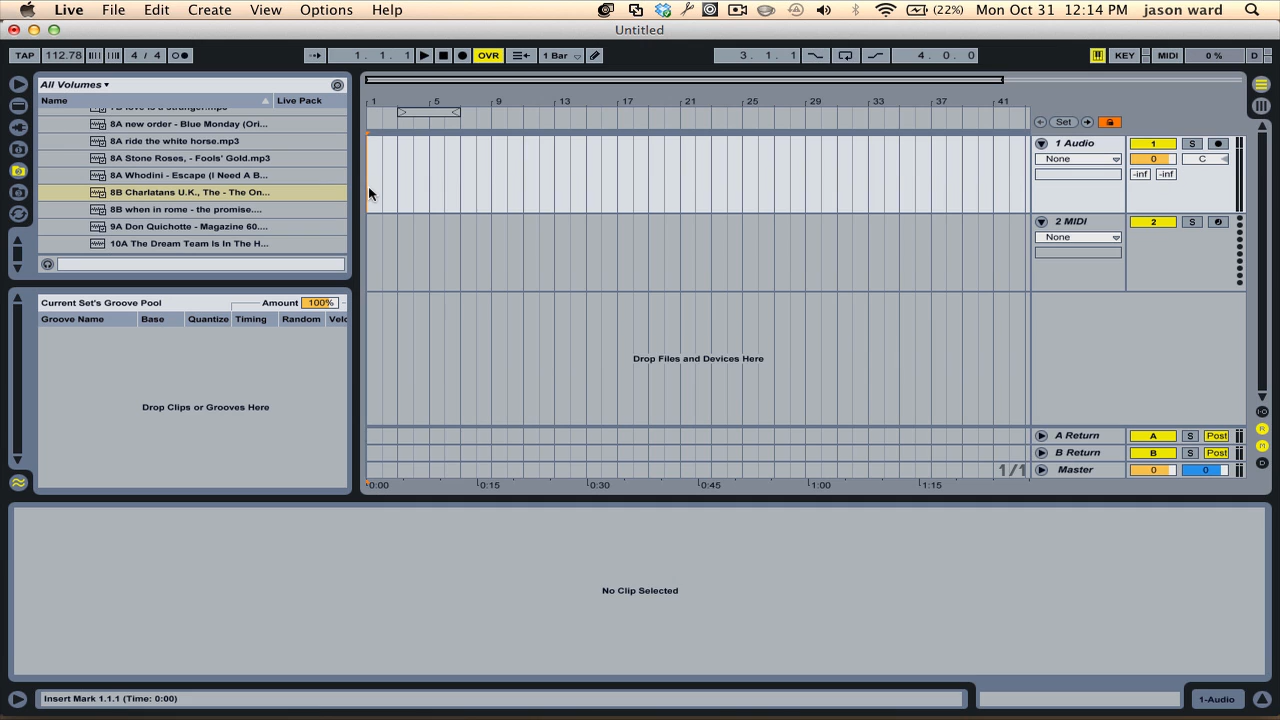 Live File Edit Create View Options Help (22%) Mon Oct 31 12:14 PM jason ward
Untitled
TAP 112.78 4 / 4 1. 1. 1 OVR 1 Bar 3. 1. 1 4. 0. 0 KEY MIDI 0 % D
All Volumes
Name Live Pack
8A new order - Blue Monday (Ori...
8A ride the white horse.mp3
8A Stone Roses, - Fools' Gold.mp3
8A Whodini - Escape (I Need A B...
8B Charlatans U.K., The - The On...
8B when in rome - the promise....
9A Don Quichotte - Magazine 60....
10A The Dream Team Is In The H...
Current Set's Groove Pool Amount 100%
Groove Name Base Quantize Timing Random Velo
Drop Clips or Grooves Here
1 5 9 13 17 21 25 29 33 37 41
Set
1 Audio 1 S
None 0 C
-inf -inf
2 MIDI 2 S
None
Drop Files and Devices Here
A Return A S Post
B Return B S Post
1/1 Master 0 0
0:00 0:15 0:30 0:45 1:00 1:15
I-O
R
M
D
No Clip Selected
Insert Mark 1.1.1 (Time: 0:00) 1-Audio